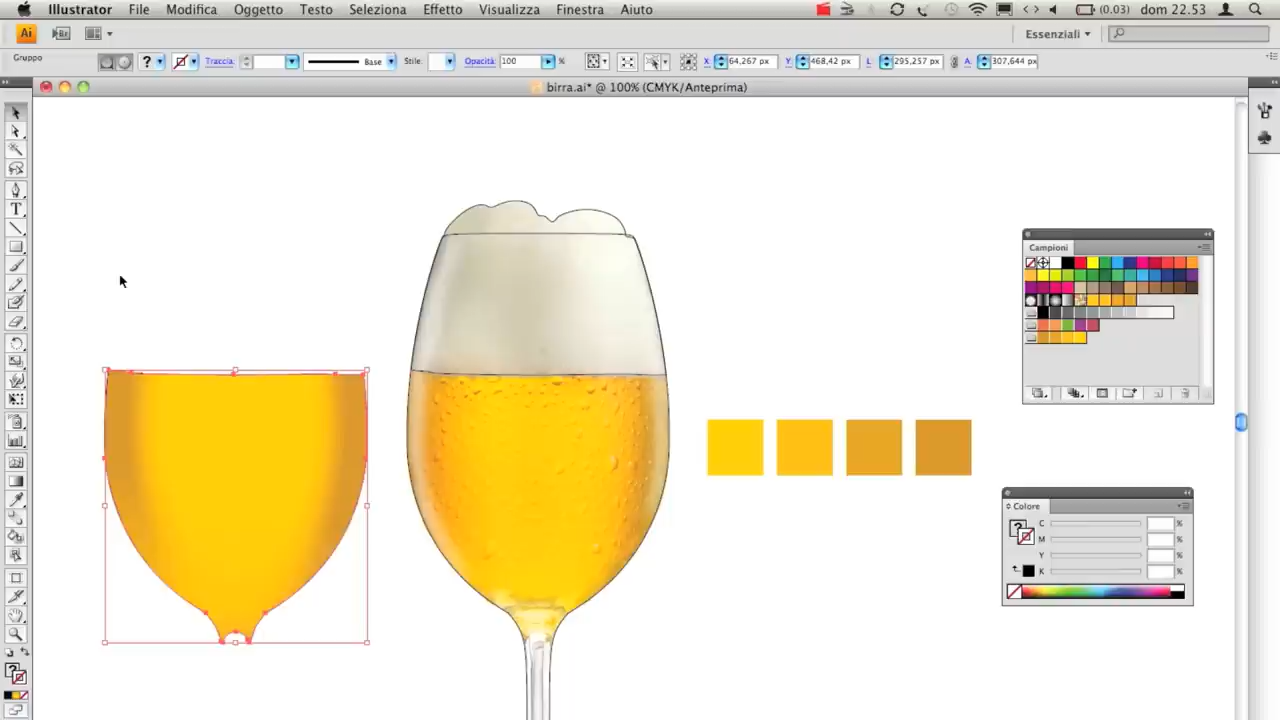 Illustrator File Modifica Oggetto Testo Seleziona Effetto Visualizza Finestra Aiuto (0.03) dom 22.53
Ai Br Essenziali
Gruppo ? Traccia: Base Stile: Opacità: 100 % X: 64,267 px Y: 468,42 px L: 295,257 px A: 307,644 px
birra.ai* @ 100% (CMYK/Anteprima)
T
Campioni
Colore
? C %
M %
Y %
K %
?